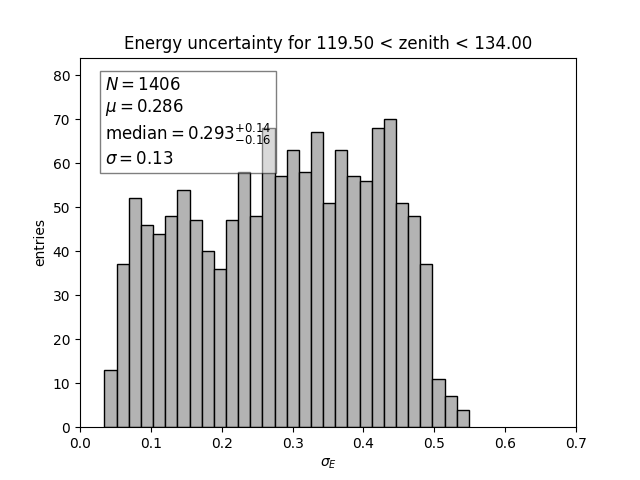 Energy uncertainty for 119.50 < zenith < 134.00
N = 1406
μ = 0.286
median = 0.293 +0.14 −0.16
σ = 0.13
entries
80
70
60
50
40
30
20
10
0
0.0 0.1 0.2 0.3 0.4 0.5 0.6 0.7
σ_E